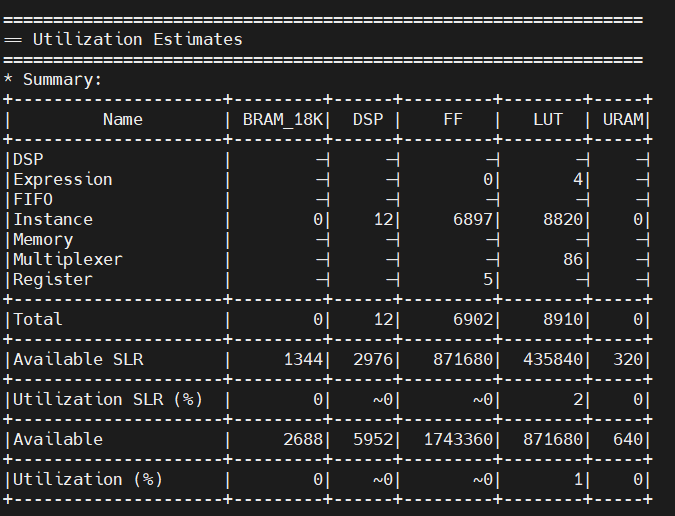 ================================================================
== Utilization Estimates
================================================================
* Summary:
+---------------------+---------+------+---------+--------+-----+
|         Name        | BRAM_18K|  DSP |    FF   |   LUT  | URAM|
+---------------------+---------+------+---------+--------+-----+
|DSP                  |        -|     -|        -|       -|    -|
|Expression           |        -|     -|        0|       4|    -|
|FIFO                 |        -|     -|        -|       -|    -|
|Instance             |        0|    12|     6897|    8820|    0|
|Memory               |        -|     -|        -|       -|    -|
|Multiplexer          |        -|     -|        -|      86|    -|
|Register             |        -|     -|        5|       -|    -|
+---------------------+---------+------+---------+--------+-----+
|Total                |        0|    12|     6902|    8910|    0|
+---------------------+---------+------+---------+--------+-----+
|Available SLR        |     1344|  2976|   871680|  435840|  320|
+---------------------+---------+------+---------+--------+-----+
|Utilization SLR (%)  |        0|    ~0|       ~0|       2|    0|
+---------------------+---------+------+---------+--------+-----+
|Available            |     2688|  5952|  1743360|  871680|  640|
+---------------------+---------+------+---------+--------+-----+
|Utilization (%)      |        0|    ~0|       ~0|       1|    0|
+---------------------+---------+------+---------+--------+-----+